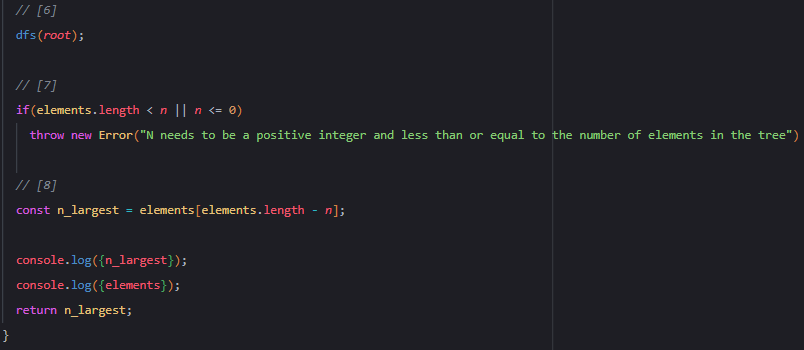 // [6]
dfs(root);
// [7]
if(elements.length < n || n <= 0)
throw new Error("N needs to be a positive integer and less than or equal to the number of elements in the tree")
// [8]
const n_largest = elements[elements.length - n];
console.log({n_largest});
console.log({elements});
return n_largest;
}